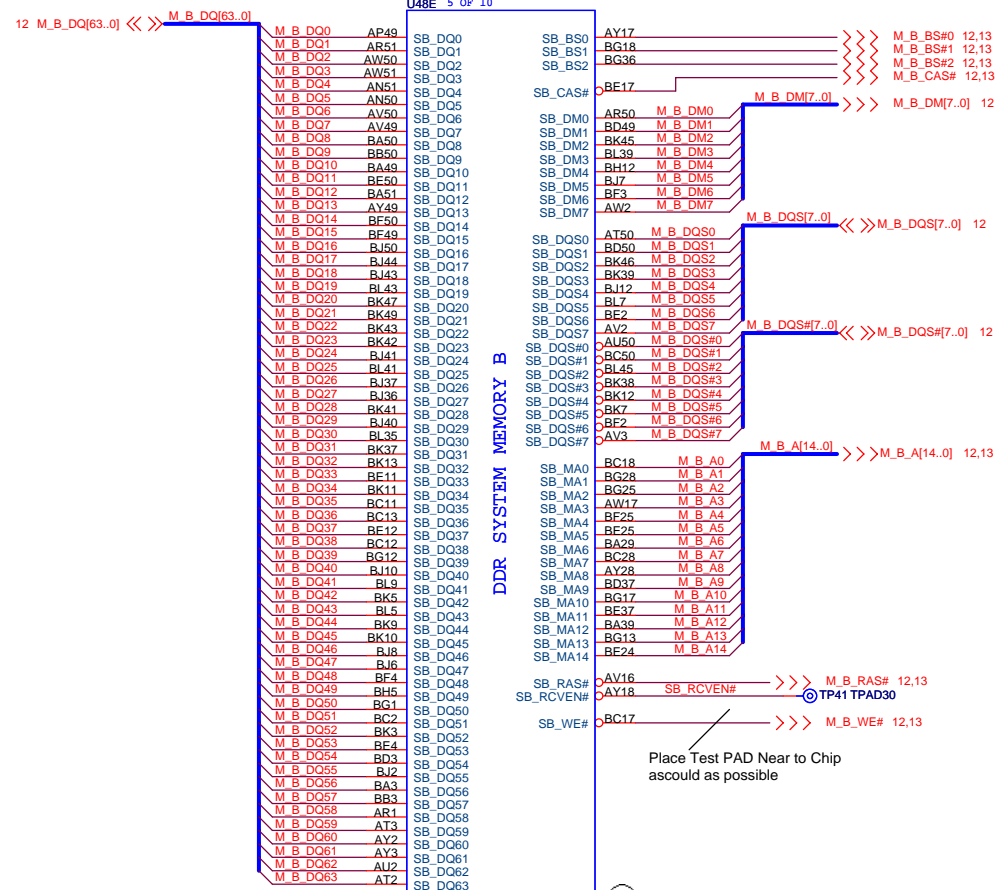 U48E 5 OF 10
12 M_B_DQ[63..0] M_B_DQ[63..0]
M_B_DQ0 AP49 SB_DQ0
M_B_DQ1 AR51 SB_DQ1
M_B_DQ2 AW50 SB_DQ2
M_B_DQ3 AW51 SB_DQ3
M_B_DQ4 AN51 SB_DQ4
M_B_DQ5 AN50 SB_DQ5
M_B_DQ6 AV50 SB_DQ6
M_B_DQ7 AV49 SB_DQ7
M_B_DQ8 BA50 SB_DQ8
M_B_DQ9 BB50 SB_DQ9
M_B_DQ10 BA49 SB_DQ10
M_B_DQ11 BE50 SB_DQ11
M_B_DQ12 BA51 SB_DQ12
M_B_DQ13 AY49 SB_DQ13
M_B_DQ14 BF50 SB_DQ14
M_B_DQ15 BF49 SB_DQ15
M_B_DQ16 BJ50 SB_DQ16
M_B_DQ17 BJ44 SB_DQ17
M_B_DQ18 BJ43 SB_DQ18
M_B_DQ19 BL43 SB_DQ19
M_B_DQ20 BK47 SB_DQ20
M_B_DQ21 BK49 SB_DQ21
M_B_DQ22 BK43 SB_DQ22
M_B_DQ23 BK42 SB_DQ23
M_B_DQ24 BJ41 SB_DQ24
M_B_DQ25 BL41 SB_DQ25
M_B_DQ26 BJ37 SB_DQ26
M_B_DQ27 BJ36 SB_DQ27
M_B_DQ28 BK41 SB_DQ28
M_B_DQ29 BJ40 SB_DQ29
M_B_DQ30 BL35 SB_DQ30
M_B_DQ31 BK37 SB_DQ31
M_B_DQ32 BK13 SB_DQ32
M_B_DQ33 BE11 SB_DQ33
M_B_DQ34 BK11 SB_DQ34
M_B_DQ35 BC11 SB_DQ35
M_B_DQ36 BC13 SB_DQ36
M_B_DQ37 BE12 SB_DQ37
M_B_DQ38 BC12 SB_DQ38
M_B_DQ39 BG12 SB_DQ39
M_B_DQ40 BJ10 SB_DQ40
M_B_DQ41 BL9 SB_DQ41
M_B_DQ42 BK5 SB_DQ42
M_B_DQ43 BL5 SB_DQ43
M_B_DQ44 BK9 SB_DQ44
M_B_DQ45 BK10 SB_DQ45
M_B_DQ46 BJ8 SB_DQ46
M_B_DQ47 BJ6 SB_DQ47
M_B_DQ48 BF4 SB_DQ48
M_B_DQ49 BH5 SB_DQ49
M_B_DQ50 BG1 SB_DQ50
M_B_DQ51 BC2 SB_DQ51
M_B_DQ52 BK3 SB_DQ52
M_B_DQ53 BE4 SB_DQ53
M_B_DQ54 BD3 SB_DQ54
M_B_DQ55 BJ2 SB_DQ55
M_B_DQ56 BA3 SB_DQ56
M_B_DQ57 BB3 SB_DQ57
M_B_DQ58 AR1 SB_DQ58
M_B_DQ59 AT3 SB_DQ59
M_B_DQ60 AY2 SB_DQ60
M_B_DQ61 AY3 SB_DQ61
M_B_DQ62 AU2 SB_DQ62
M_B_DQ63 AT2 SB_DQ63
DDR SYSTEM MEMORY B
SB_BS0 AY17 M_B_BS#0 12,13
SB_BS1 BG18 M_B_BS#1 12,13
SB_BS2 BG36 M_B_BS#2 12,13
SB_CAS# BE17 M_B_CAS# 12,13
M_B_DM[7..0] M_B_DM[7..0] 12
SB_DM0 AR50 M_B_DM0
SB_DM1 BD49 M_B_DM1
SB_DM2 BK45 M_B_DM2
SB_DM3 BL39 M_B_DM3
SB_DM4 BH12 M_B_DM4
SB_DM5 BJ7 M_B_DM5
SB_DM6 BF3 M_B_DM6
SB_DM7 AW2 M_B_DM7
M_B_DQS[7..0] M_B_DQS[7..0] 12
SB_DQS0 AT50 M_B_DQS0
SB_DQS1 BD50 M_B_DQS1
SB_DQS2 BK46 M_B_DQS2
SB_DQS3 BK39 M_B_DQS3
SB_DQS4 BJ12 M_B_DQS4
SB_DQS5 BL7 M_B_DQS5
SB_DQS6 BE2 M_B_DQS6
SB_DQS7 AV2 M_B_DQS7
M_B_DQS#[7..0] M_B_DQS#[7..0] 12
SB_DQS#0 AU50 M_B_DQS#0
SB_DQS#1 BC50 M_B_DQS#1
SB_DQS#2 BL45 M_B_DQS#2
SB_DQS#3 BK38 M_B_DQS#3
SB_DQS#4 BK12 M_B_DQS#4
SB_DQS#5 BK7 M_B_DQS#5
SB_DQS#6 BF2 M_B_DQS#6
SB_DQS#7 AV3 M_B_DQS#7
M_B_A[14..0] M_B_A[14..0] 12,13
SB_MA0 BC18 M_B_A0
SB_MA1 BG28 M_B_A1
SB_MA2 BG25 M_B_A2
SB_MA3 AW17 M_B_A3
SB_MA4 BF25 M_B_A4
SB_MA5 BE25 M_B_A5
SB_MA6 BA29 M_B_A6
SB_MA7 BC28 M_B_A7
SB_MA8 AY28 M_B_A8
SB_MA9 BD37 M_B_A9
SB_MA10 BG17 M_B_A10
SB_MA11 BE37 M_B_A11
SB_MA12 BA39 M_B_A12
SB_MA13 BG13 M_B_A13
SB_MA14 BE24 M_B_A14
SB_RAS# AV16 M_B_RAS# 12,13
SB_RCVEN# AY18 SB_RCVEN# TP41 TPAD30
SB_WE# BC17 M_B_WE# 12,13
Place Test PAD Near to Chip
ascould as possible